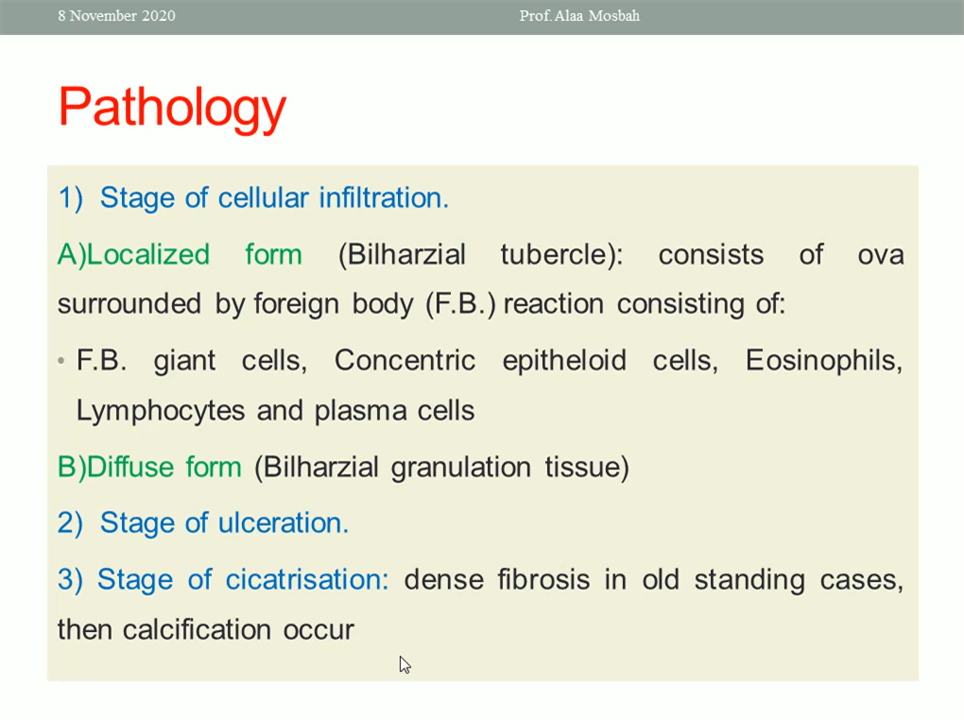 8 November 2020 Prof.Alaa Mosbah
Pathology
1) Stage of cellular infiltration.
A)Localized form (Bilharzial tubercle): consists of ova
surrounded by foreign body (F.B.) reaction consisting of:
• F.B. giant cells, Concentric epitheloid cells, Eosinophils,
Lymphocytes and plasma cells
B)Diffuse form (Bilharzial granulation tissue)
2) Stage of ulceration.
3) Stage of cicatrisation: dense fibrosis in old standing cases,
then calcification occur